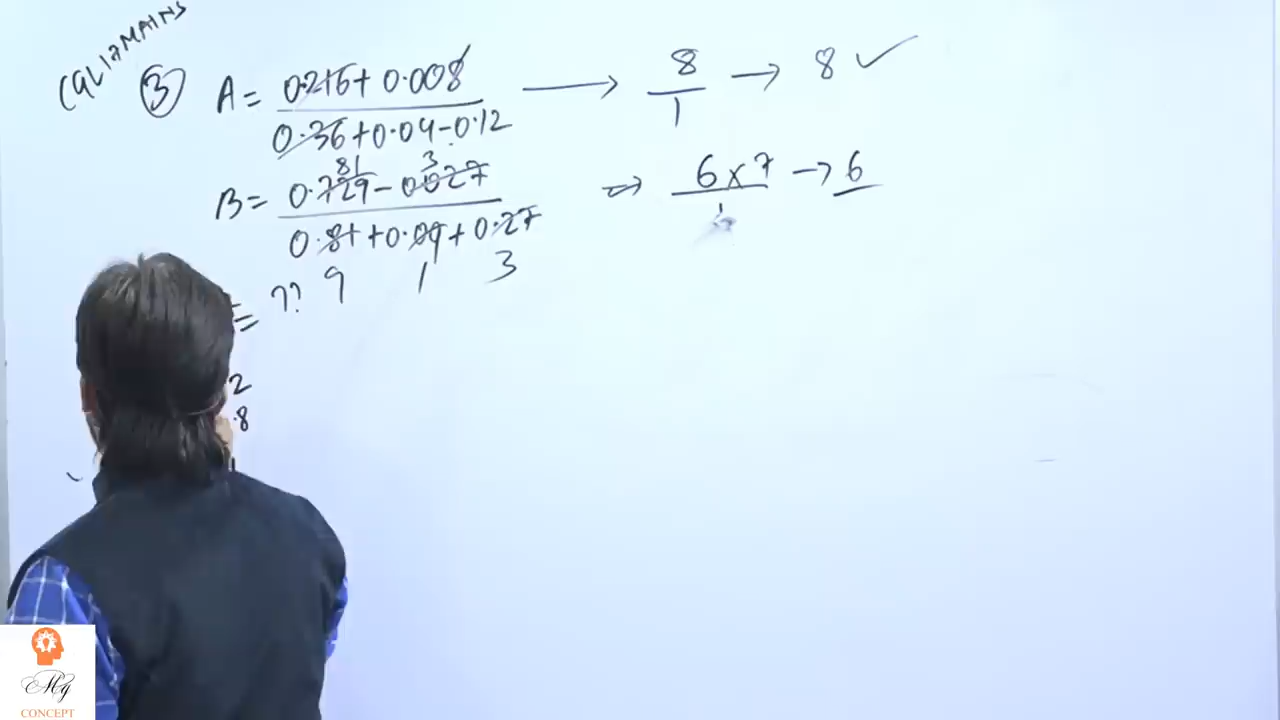 CGL 17 MAINS
③ A = 0.216 + 0.008 / 0.36 + 0.04 - 0.12 → 8 / 1 → 8 ✓
81 3
B = 0.729 - 0.027 / 0.81 + 0.09 + 0.27 ⇒ 6 x 7 / → 6
9 1 3
= ??
2
.8
Mg
CONCEPT